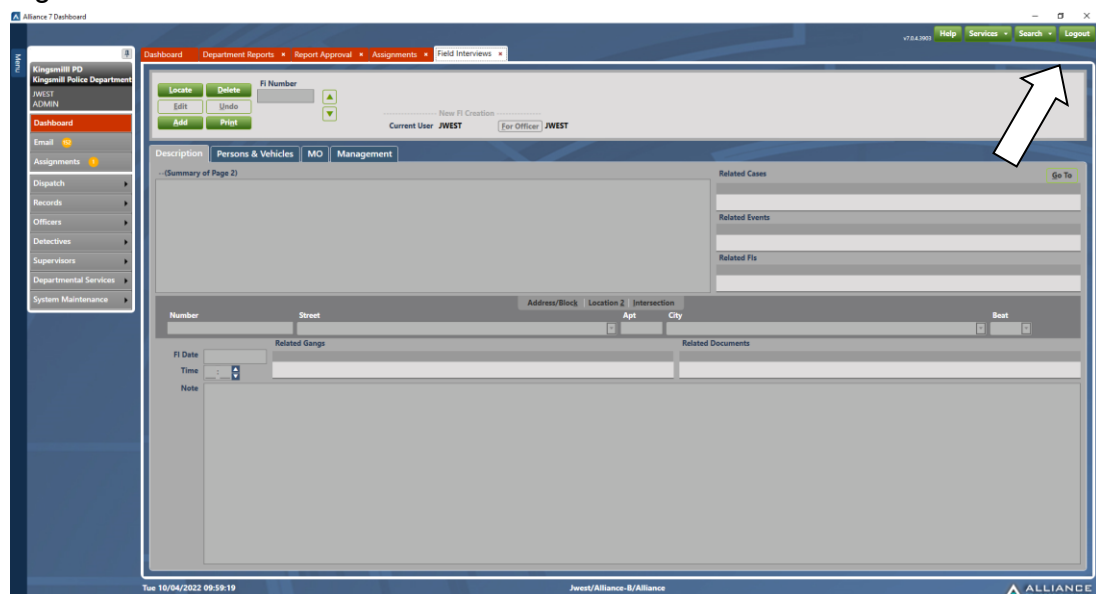 Alliance 7 Dashboard
v7.0.4.3903 Help Services Search Logout
Menu
Kingsmilll PD
Kingsmill Police Department
JWEST
ADMIN
Dashboard
Email
Assignments 1
Dispatch
Records
Officers
Detectives
Supervisors
Departmental Services
System Maintenance
Dashboard Department Reports × Report Approval × Assignments × Field Interviews ×
Locate Delete FI Number
Edit Undo
Add Print
New FI Creation
Current User JWEST For Officer JWEST
Description Persons & Vehicles MO Management
--(Summary of Page 2)
Related Cases Go To
Related Events
Related FIs
Address/Block Location 2 Intersection
Number Street Apt City Beat
Related Gangs Related Documents
FI Date
Time :
Note
Tue 10/04/2022 09:59:19 Jwest/Alliance-B/Alliance ALLIANCE